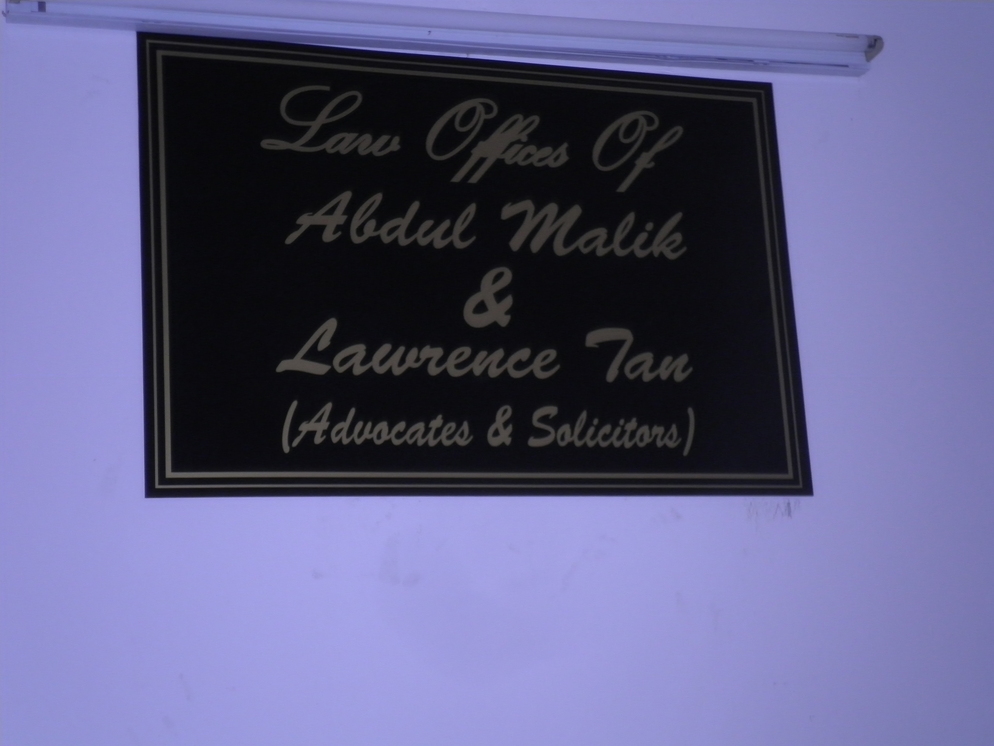 Law Offices Of
Abdul Malik
&
Lawrence Tan
(Advocates & Solicitors)